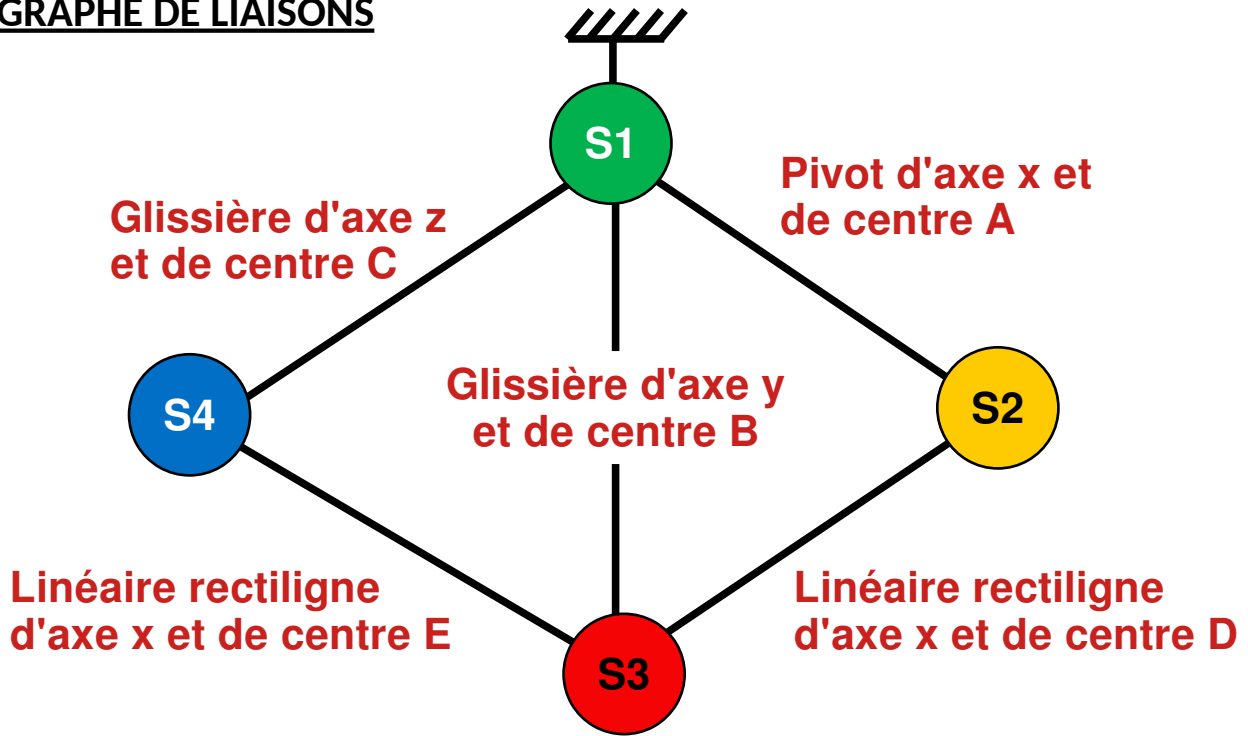 GRAPHE DE LIAISONS
S1
Pivot d'axe x et
de centre A
Glissière d'axe z
et de centre C
Glissière d'axe y
et de centre B
S4
S2
Linéaire rectiligne
d'axe x et de centre E
Linéaire rectiligne
d'axe x et de centre D
S3